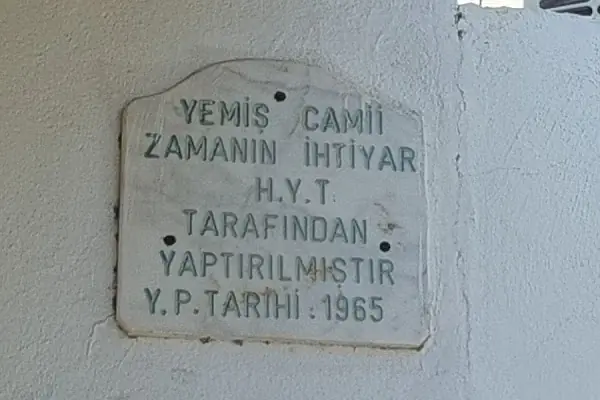 YEMİŞ CAMİİ
ZAMANIN İHTİYAR
H.Y.T
TARAFINDAN
YAPTIRILMIŞTIR
Y.P.TARİHİ : 1965